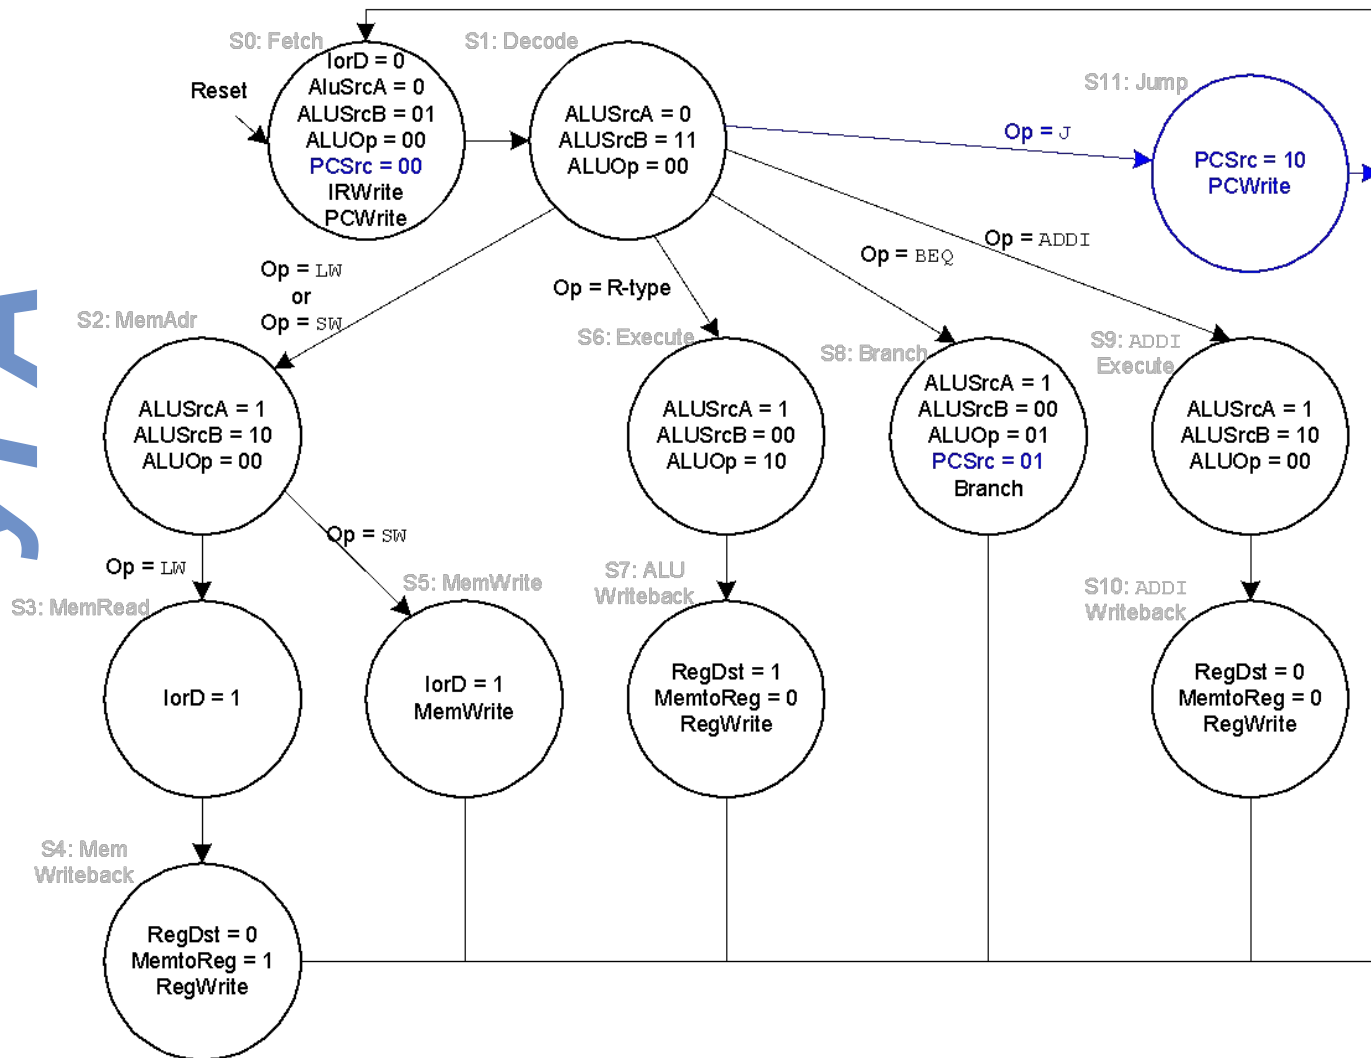 S0: Fetch
IorD = 0
AluSrcA = 0
ALUSrcB = 01
ALUOp = 00
PCSrc = 00
IRWrite
PCWrite
Reset
S1: Decode
ALUSrcA = 0
ALUSrcB = 11
ALUOp = 00
S11: Jump
Op = J
PCSrc = 10
PCWrite
Op = LW
or
Op = SW
Op = R-type
Op = BEQ
Op = ADDI
S2: MemAdr
ALUSrcA = 1
ALUSrcB = 10
ALUOp = 00
S6: Execute
ALUSrcA = 1
ALUSrcB = 00
ALUOp = 10
S8: Branch
ALUSrcA = 1
ALUSrcB = 00
ALUOp = 01
PCSrc = 01
Branch
S9: ADDI
Execute
ALUSrcA = 1
ALUSrcB = 10
ALUOp = 00
Op = LW
Op = SW
S3: MemRead
IorD = 1
S5: MemWrite
IorD = 1
MemWrite
S7: ALU
Writeback
RegDst = 1
MemtoReg = 0
RegWrite
S10: ADDI
Writeback
RegDst = 0
MemtoReg = 0
RegWrite
S4: Mem
Writeback
RegDst = 0
MemtoReg = 1
RegWrite